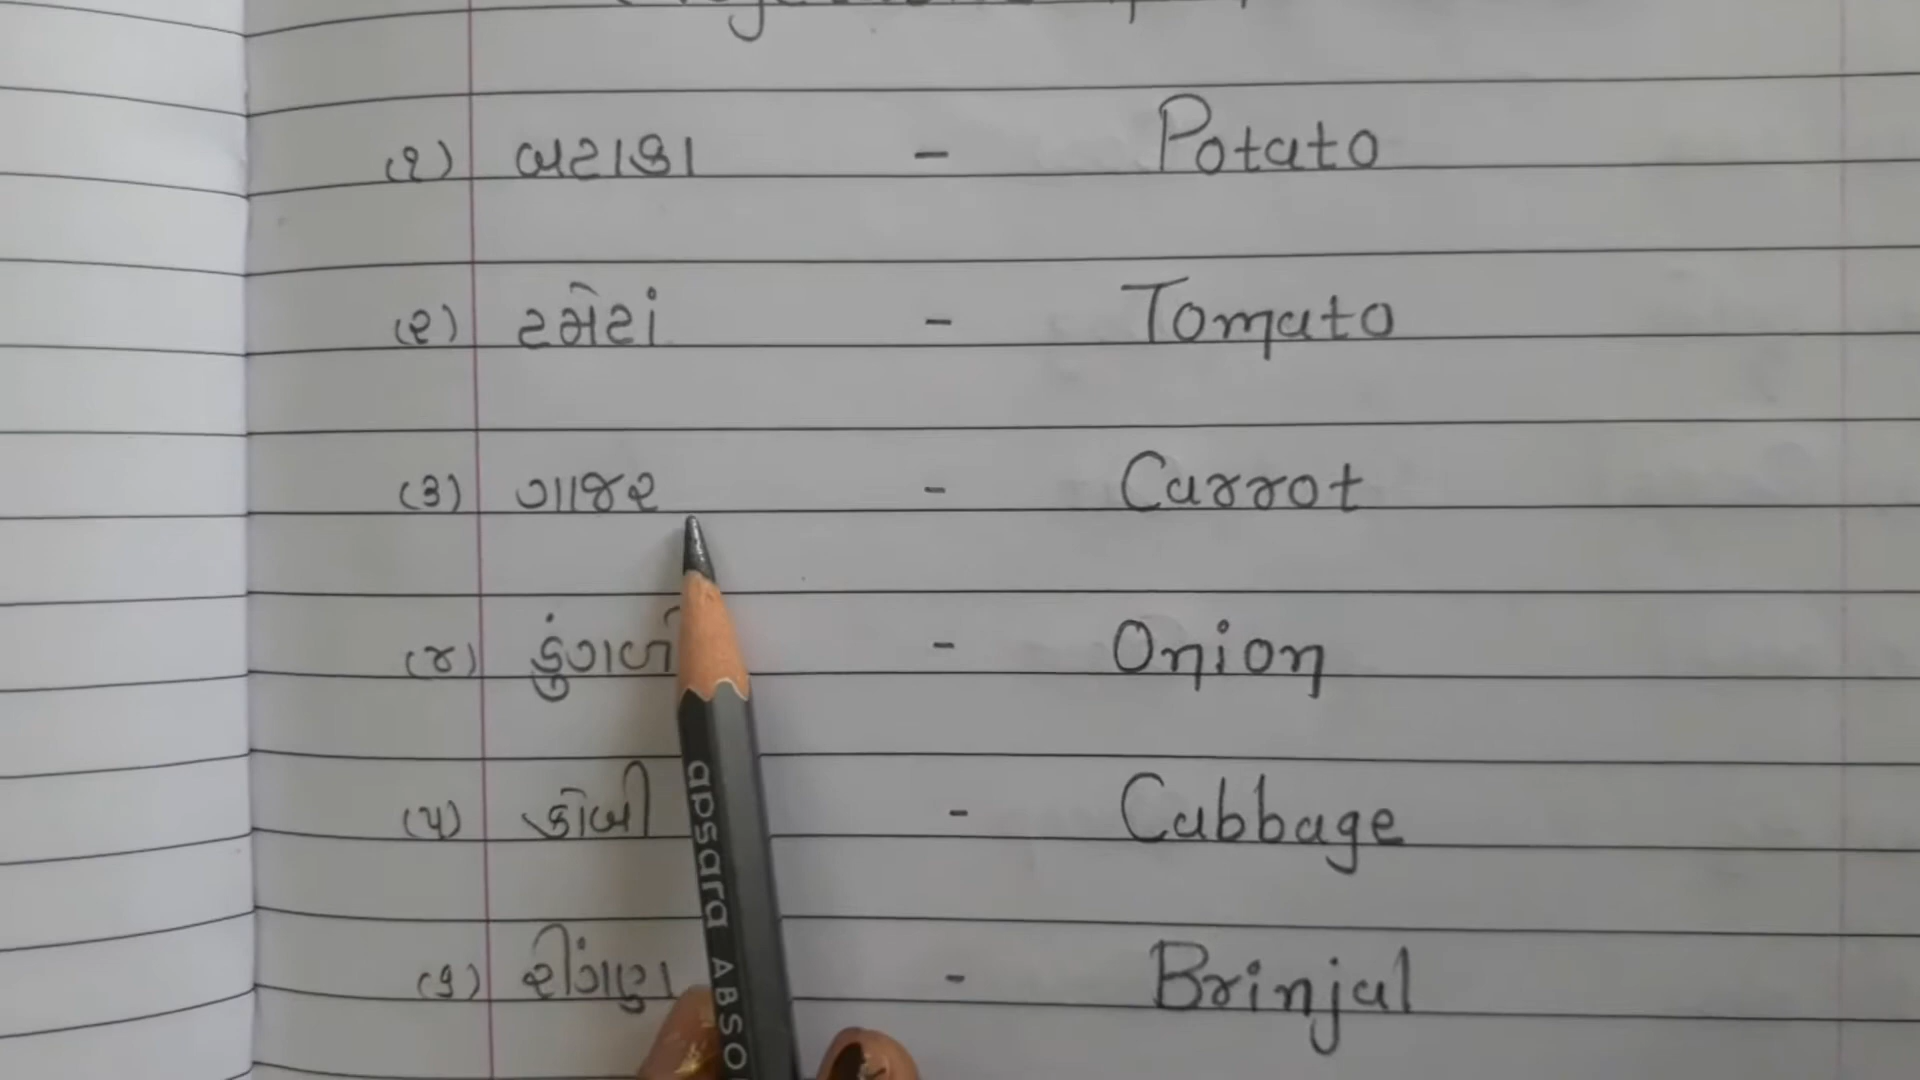 (૧) બટાકા - Potato
(૨) ટમેટાં - Tomato
(૩) ગાજર - Carrot
(૪) ડુંગળી - Onion
(૫) કોબી - Cabbage
(૬) રીંગણા - Brinjal
apsara ABSO